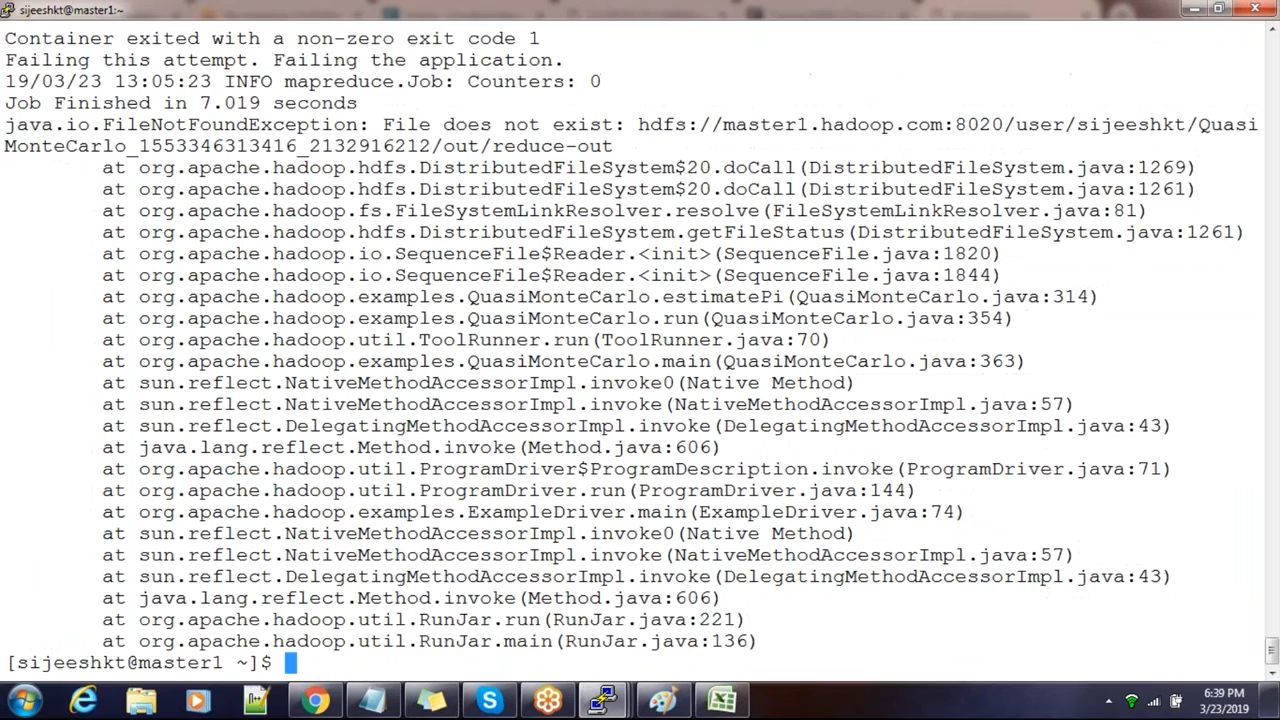 sijeeshkt@master1:~
Container exited with a non-zero exit code 1
Failing this attempt. Failing the application.
19/03/23 13:05:23 INFO mapreduce.Job: Counters: 0
Job Finished in 7.019 seconds
java.io.FileNotFoundException: File does not exist: hdfs://master1.hadoop.com:8020/user/sijeeshkt/Quasi
MonteCarlo_1553346313416_2132916212/out/reduce-out
at org.apache.hadoop.hdfs.DistributedFileSystem$20.doCall(DistributedFileSystem.java:1269)
at org.apache.hadoop.hdfs.DistributedFileSystem$20.doCall(DistributedFileSystem.java:1261)
at org.apache.hadoop.fs.FileSystemLinkResolver.resolve(FileSystemLinkResolver.java:81)
at org.apache.hadoop.hdfs.DistributedFileSystem.getFileStatus(DistributedFileSystem.java:1261)
at org.apache.hadoop.io.SequenceFile$Reader.<init>(SequenceFile.java:1820)
at org.apache.hadoop.io.SequenceFile$Reader.<init>(SequenceFile.java:1844)
at org.apache.hadoop.examples.QuasiMonteCarlo.estimatePi(QuasiMonteCarlo.java:314)
at org.apache.hadoop.examples.QuasiMonteCarlo.run(QuasiMonteCarlo.java:354)
at org.apache.hadoop.util.ToolRunner.run(ToolRunner.java:70)
at org.apache.hadoop.examples.QuasiMonteCarlo.main(QuasiMonteCarlo.java:363)
at sun.reflect.NativeMethodAccessorImpl.invoke0(Native Method)
at sun.reflect.NativeMethodAccessorImpl.invoke(NativeMethodAccessorImpl.java:57)
at sun.reflect.DelegatingMethodAccessorImpl.invoke(DelegatingMethodAccessorImpl.java:43)
at java.lang.reflect.Method.invoke(Method.java:606)
at org.apache.hadoop.util.ProgramDriver$ProgramDescription.invoke(ProgramDriver.java:71)
at org.apache.hadoop.util.ProgramDriver.run(ProgramDriver.java:144)
at org.apache.hadoop.examples.ExampleDriver.main(ExampleDriver.java:74)
at sun.reflect.NativeMethodAccessorImpl.invoke0(Native Method)
at sun.reflect.NativeMethodAccessorImpl.invoke(NativeMethodAccessorImpl.java:57)
at sun.reflect.DelegatingMethodAccessorImpl.invoke(DelegatingMethodAccessorImpl.java:43)
at java.lang.reflect.Method.invoke(Method.java:606)
at org.apache.hadoop.util.RunJar.run(RunJar.java:221)
at org.apache.hadoop.util.RunJar.main(RunJar.java:136)
[sijeeshkt@master1 ~]$
6:39 PM
3/23/2019